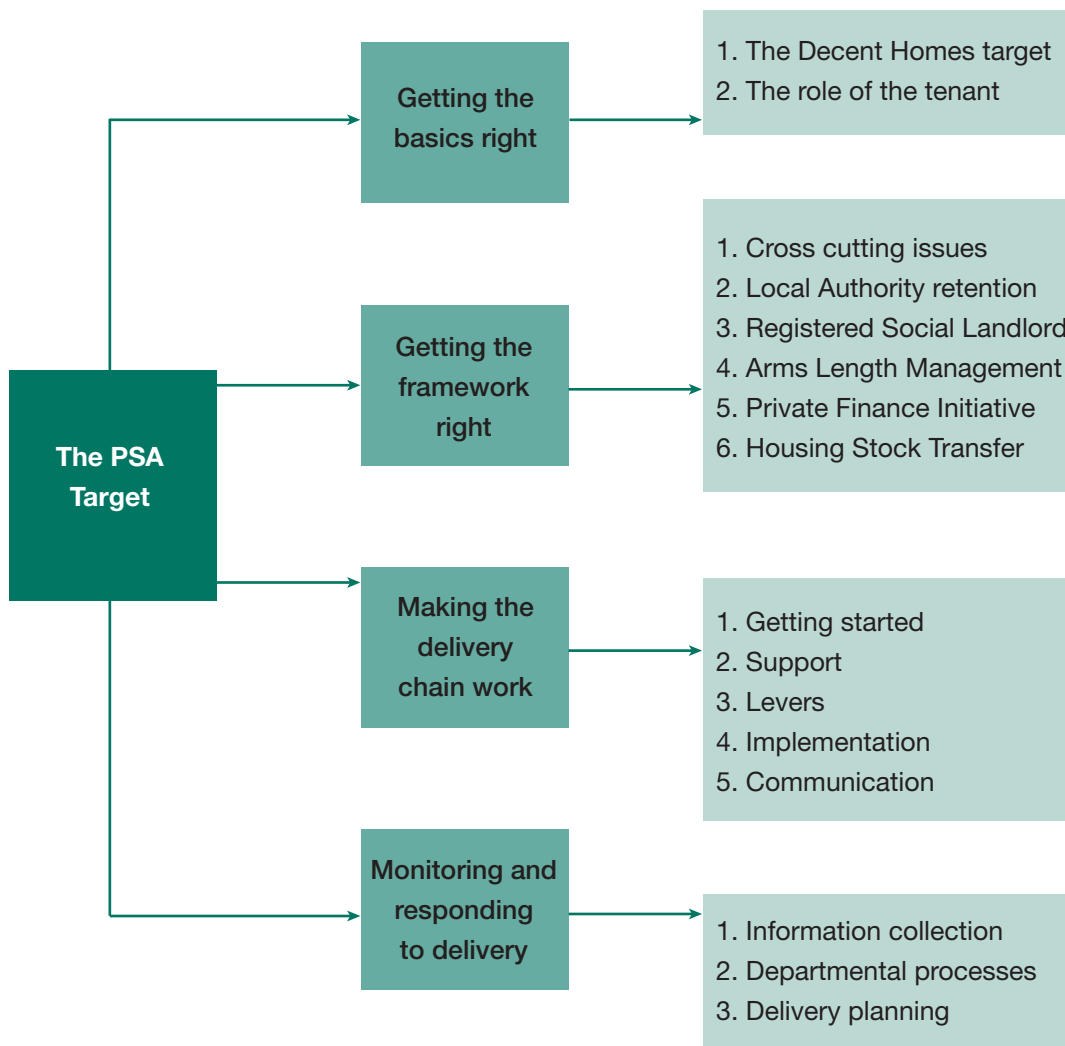 The PSA
Target
Getting the
basics right
1. The Decent Homes target
2. The role of the tenant
Getting the
framework
right
1. Cross cutting issues
2. Local Authority retention
3. Registered Social Landlord
4. Arms Length Management
5. Private Finance Initiative
6. Housing Stock Transfer
Making the
delivery
chain work
1. Getting started
2. Support
3. Levers
4. Implementation
5. Communication
Monitoring and
responding
to delivery
1. Information collection
2. Departmental processes
3. Delivery planning